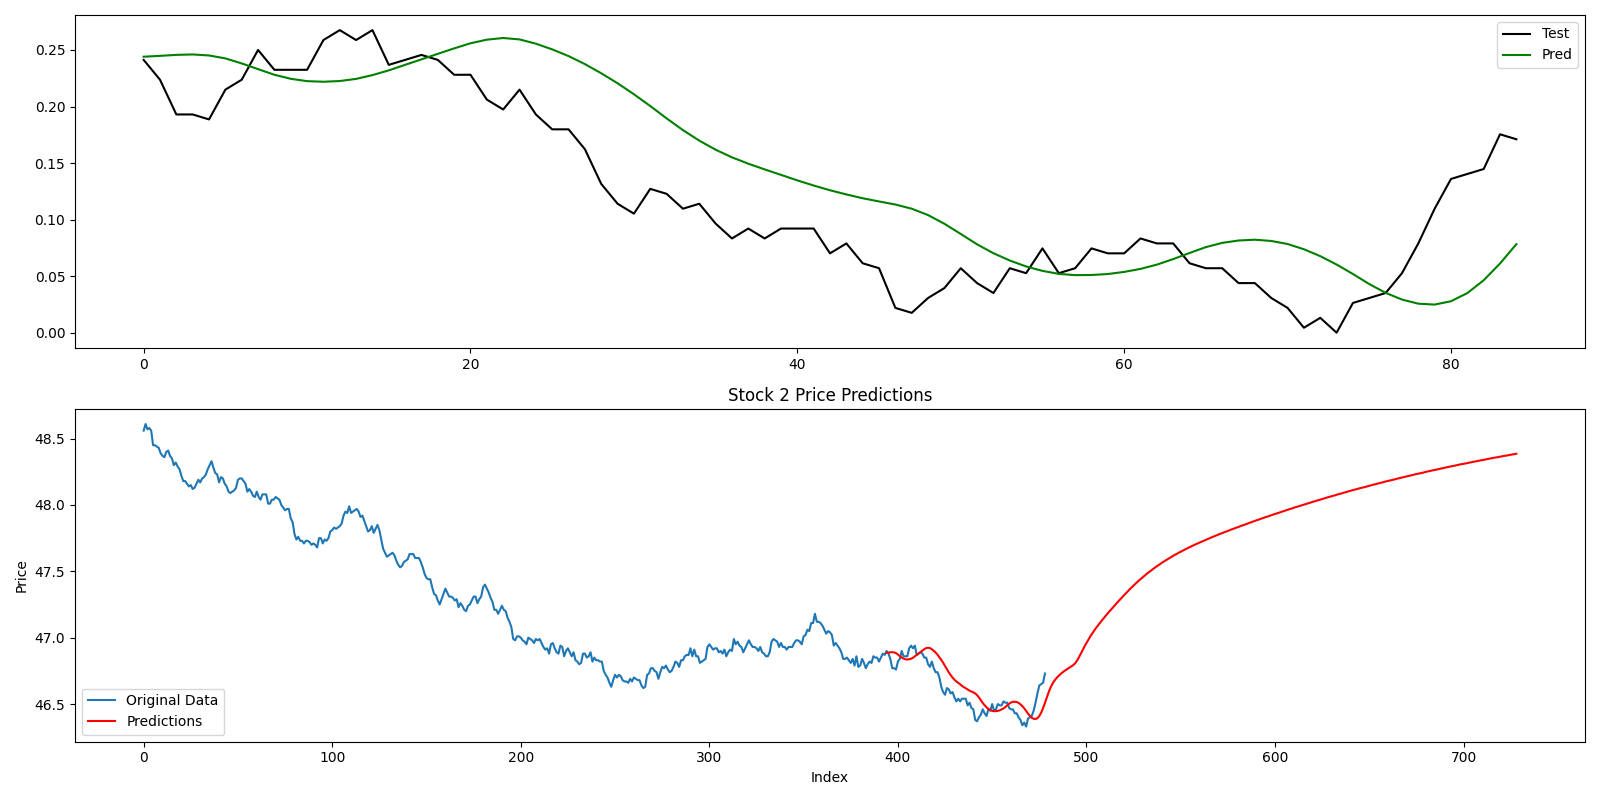 Test
Pred
0.25
0.20
0.15
0.10
0.05
0.00
0 20 40 60 80
Stock 2 Price Predictions
48.5
48.0
47.5
47.0
46.5
Price
Original Data
Predictions
0 100 200 300 400 500 600 700
Index